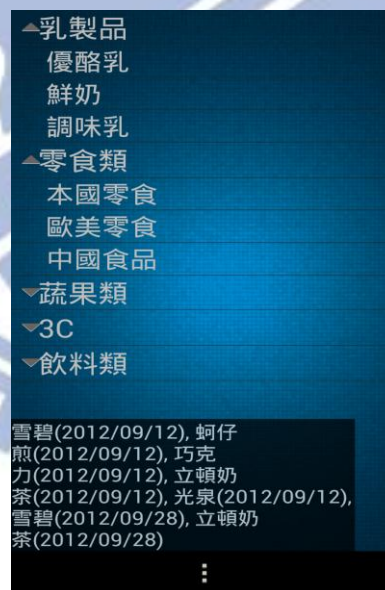 乳製品
優酪乳
鮮奶
調味乳
零食類
本國零食
歐美零食
中國食品
蔬果類
3C
飲料類
雪碧(2012/09/12), 蚵仔
煎(2012/09/12), 巧克
力(2012/09/12), 立頓奶
茶(2012/09/12), 光泉(2012/09/12),
雪碧(2012/09/28), 立頓奶
茶(2012/09/28)